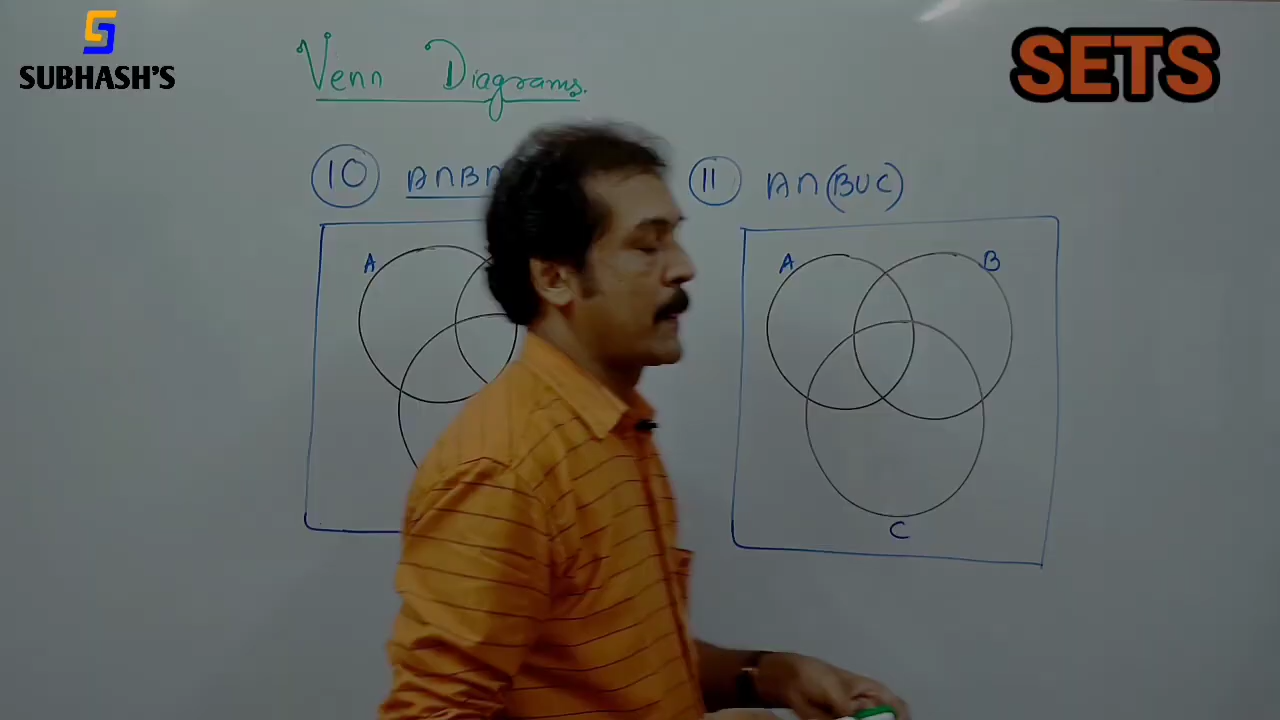 SUBHASH'S
SETS
Venn Diagrams.
10 A∩B∩
11 A∩(B∪C)
A
A B
C